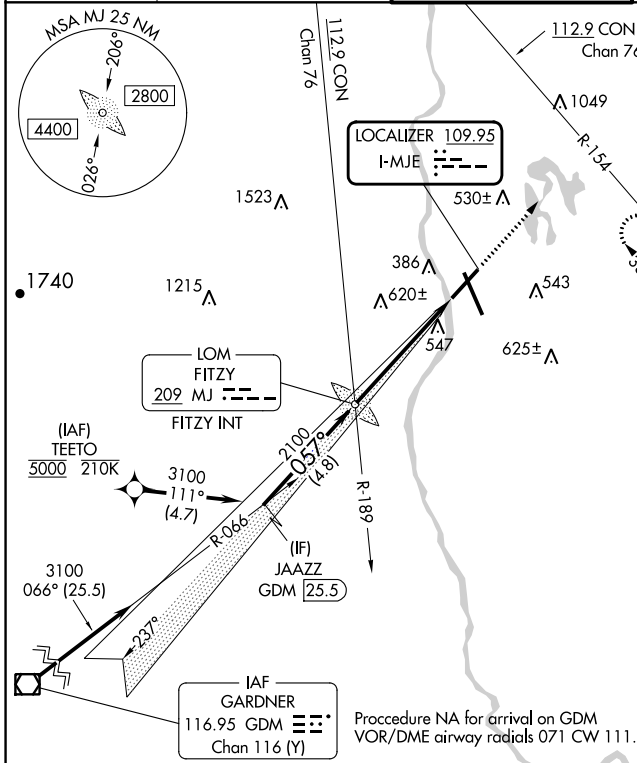 MSA MJ 25 NM
206°
2800
4400
026°
112.9 CON
Chan 76
112.9 CON
Chan 76
1049
R-154
LOCALIZER 109.95
I-MJE
530±
1523
386
1740
1215
620±
543
547
625±
LOM
FITZY
209 MJ
FITZY INT
2100
057°
(4.8)
(IAF)
TEETO
5000 210K
3100
111°
(4.7)
R-066
R-189
(IF)
JAAZZ
GDM 25.5
3100
066° (25.5)
237°
IAF
GARDNER
116.95 GDM
Chan 116 (Y)
Proccedure NA for arrival on GDM
VOR/DME airway radials 071 CW 111.